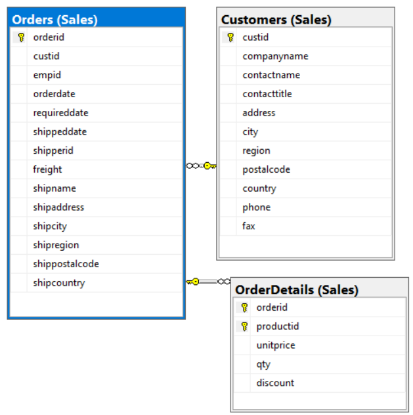 Orders (Sales)
orderid
custid
empid
orderdate
requireddate
shippeddate
shipperid
freight
shipname
shipaddress
shipcity
shipregion
shippostalcode
shipcountry
Customers (Sales)
custid
companyname
contactname
contacttitle
address
city
region
postalcode
country
phone
fax
OrderDetails (Sales)
orderid
productid
unitprice
qty
discount